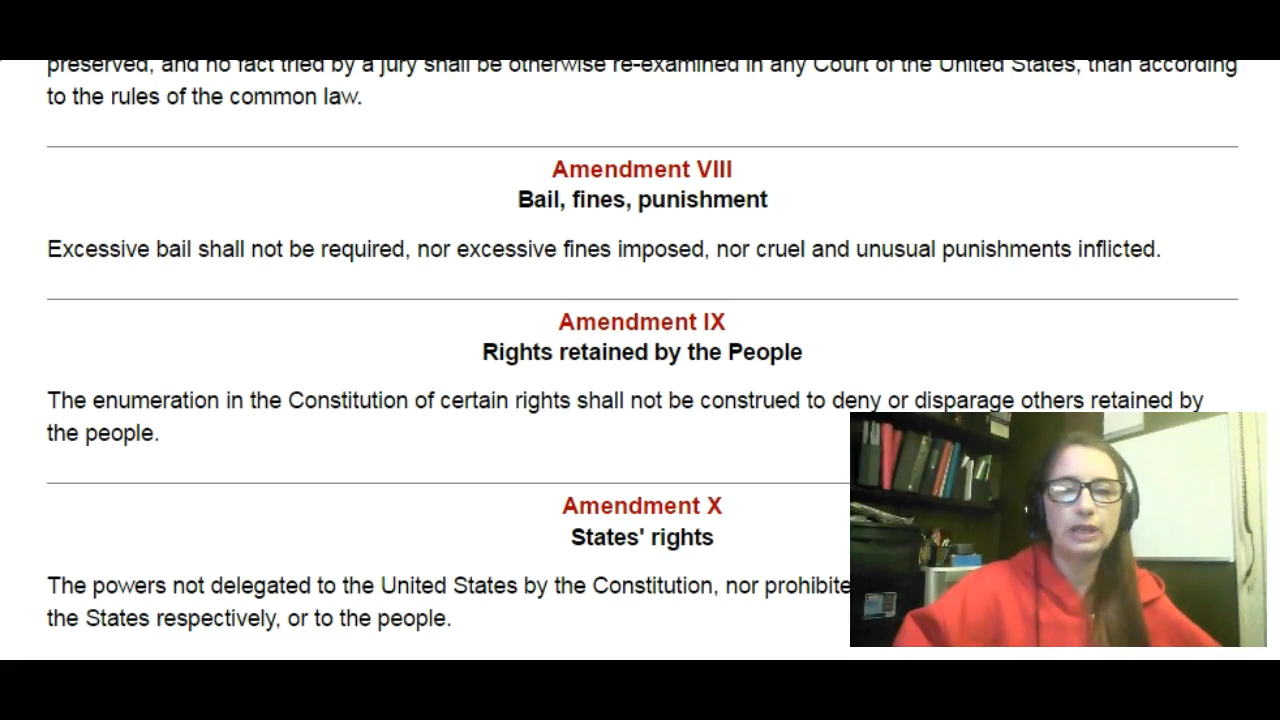 preserved, and no fact tried by a jury shall be otherwise re-examined in any Court of the United States, than according
to the rules of the common law.
Amendment VIII
Bail, fines, punishment
Excessive bail shall not be required, nor excessive fines imposed, nor cruel and unusual punishments inflicted.
Amendment IX
Rights retained by the People
The enumeration in the Constitution of certain rights shall not be construed to deny or disparage others retained by
the people.
Amendment X
States' rights
The powers not delegated to the United States by the Constitution, nor prohibite
the States respectively, or to the people.